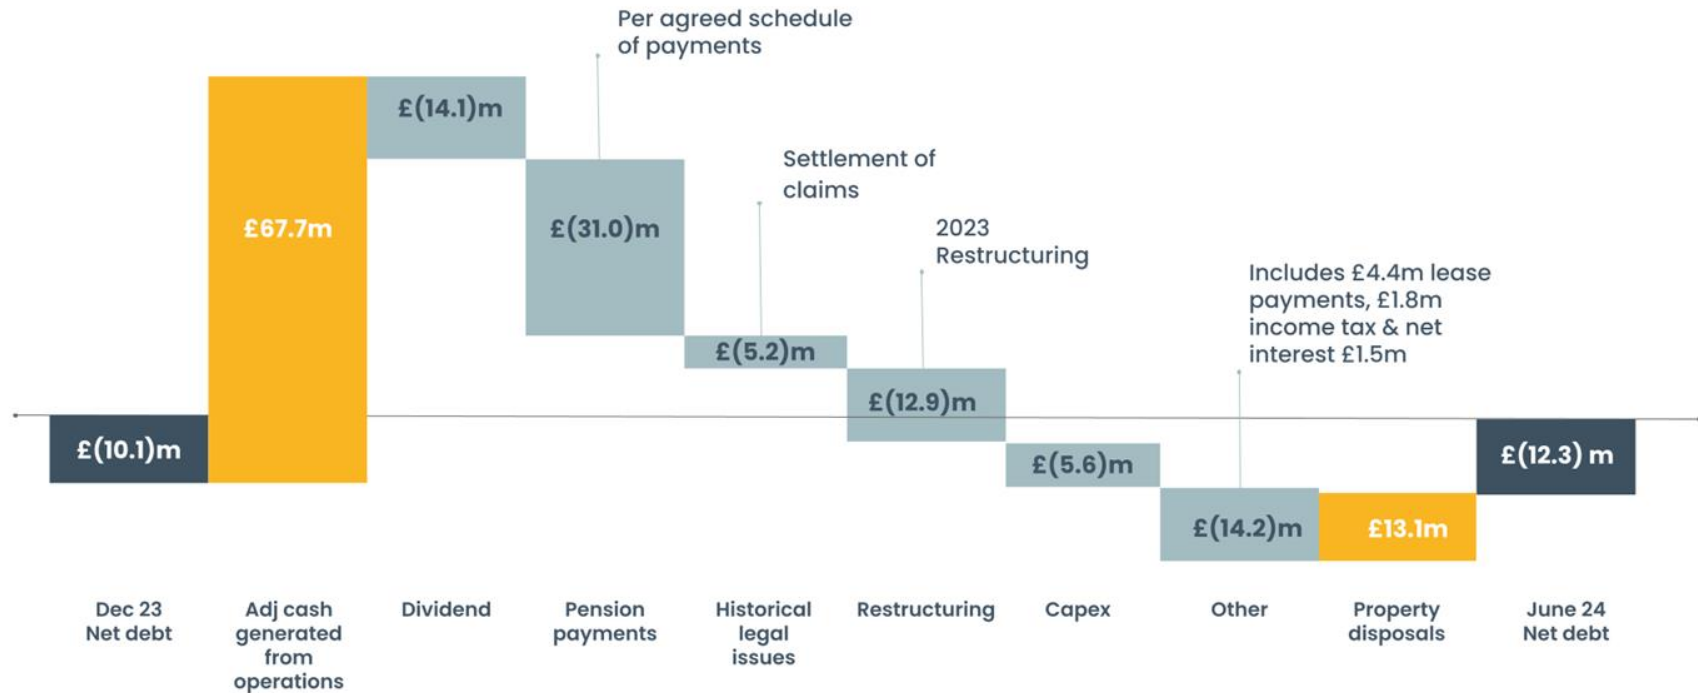 Per agreed schedule
of payments
£(14.1)m
Settlement of
claims
£67.7m
£(31.0)m
2023
Restructuring
Includes £4.4m lease
payments, £1.8m
income tax & net
interest £1.5m
£(5.2)m
£(12.9)m
£(10.1)m
£(5.6)m
£(12.3) m
£(14.2)m
£13.1m
Dec 23
Net debt
Adj cash
generated
from
operations
Dividend
Pension
payments
Historical
legal
issues
Restructuring
Capex
Other
Property
disposals
June 24
Net debt